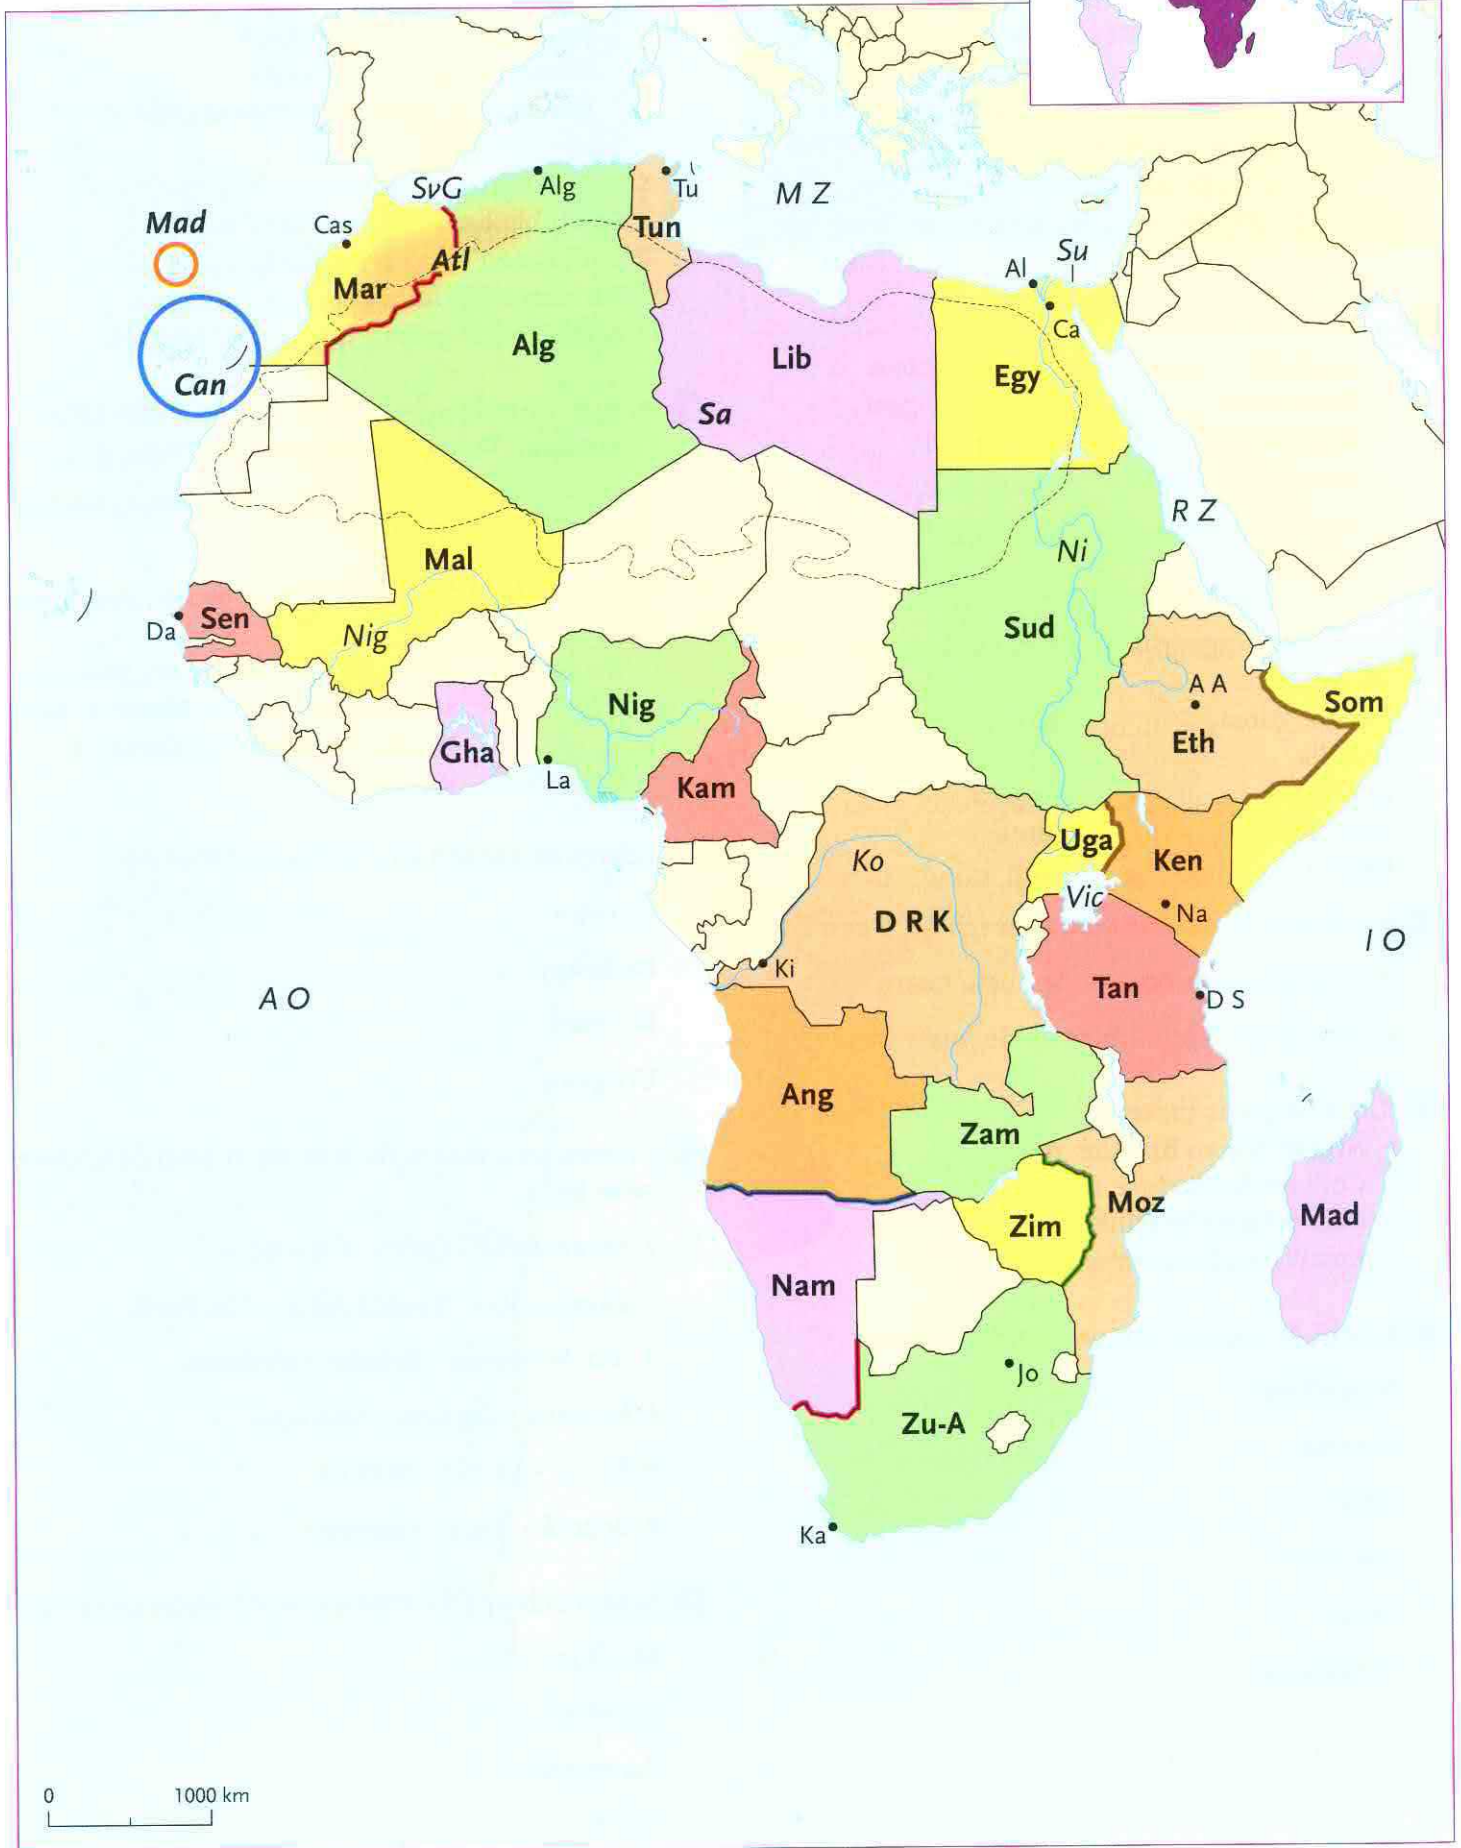 SvG
Alg
Tu
M Z
Mad
Cas
Tun
Su
Atl
Al
Mar
Ca
Alg
Lib
Egy
Can
Sa
R Z
Ni
Mal
Sen
Da
Nig
Sud
A A
Som
Nig
Eth
Gha
La
Kam
Uga
Ko
Ken
Vic
D R K
Na
I O
Ki
Tan
A O
D S
Ang
Zam
Moz
Mad
Zim
Nam
Jo
Zu-A
Ka
0 1000 km